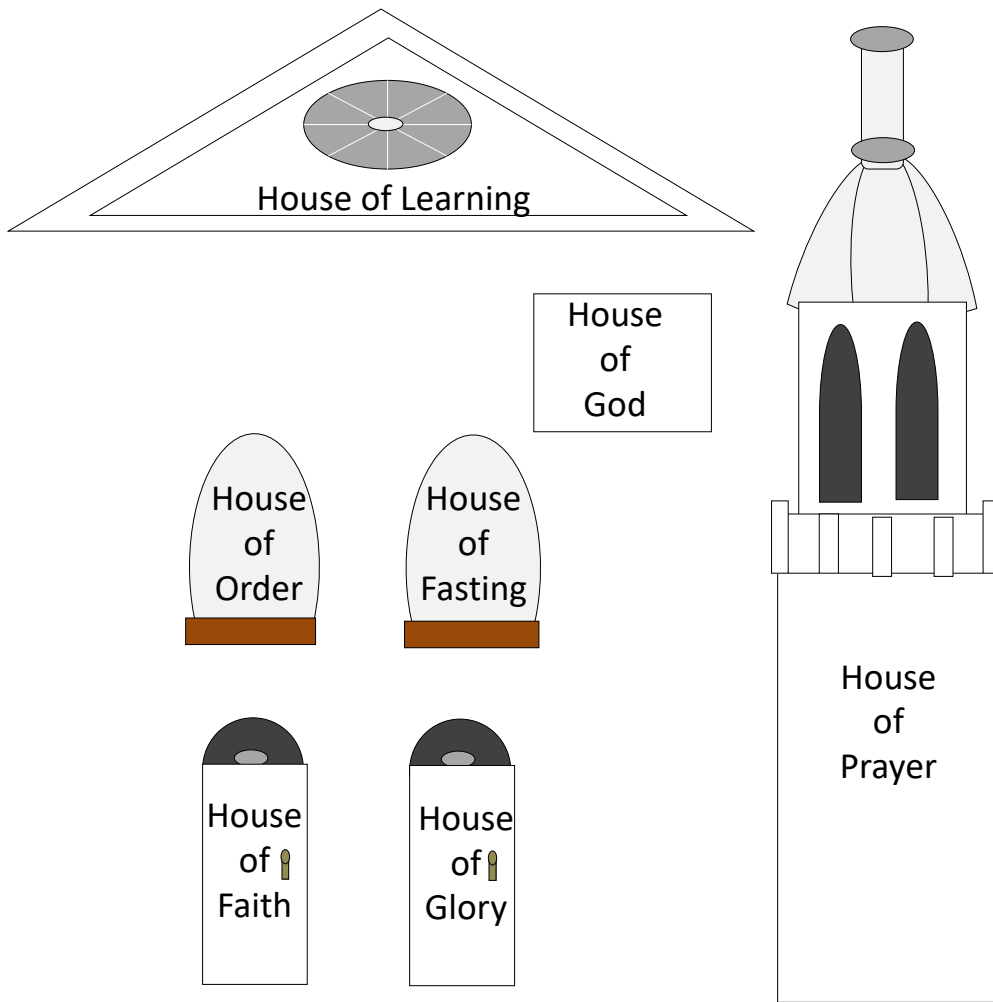 House of Learning
House
of
God
House
of
Order
House
of
Fasting
House
of
Prayer
House
of
Faith
House
of
Glory